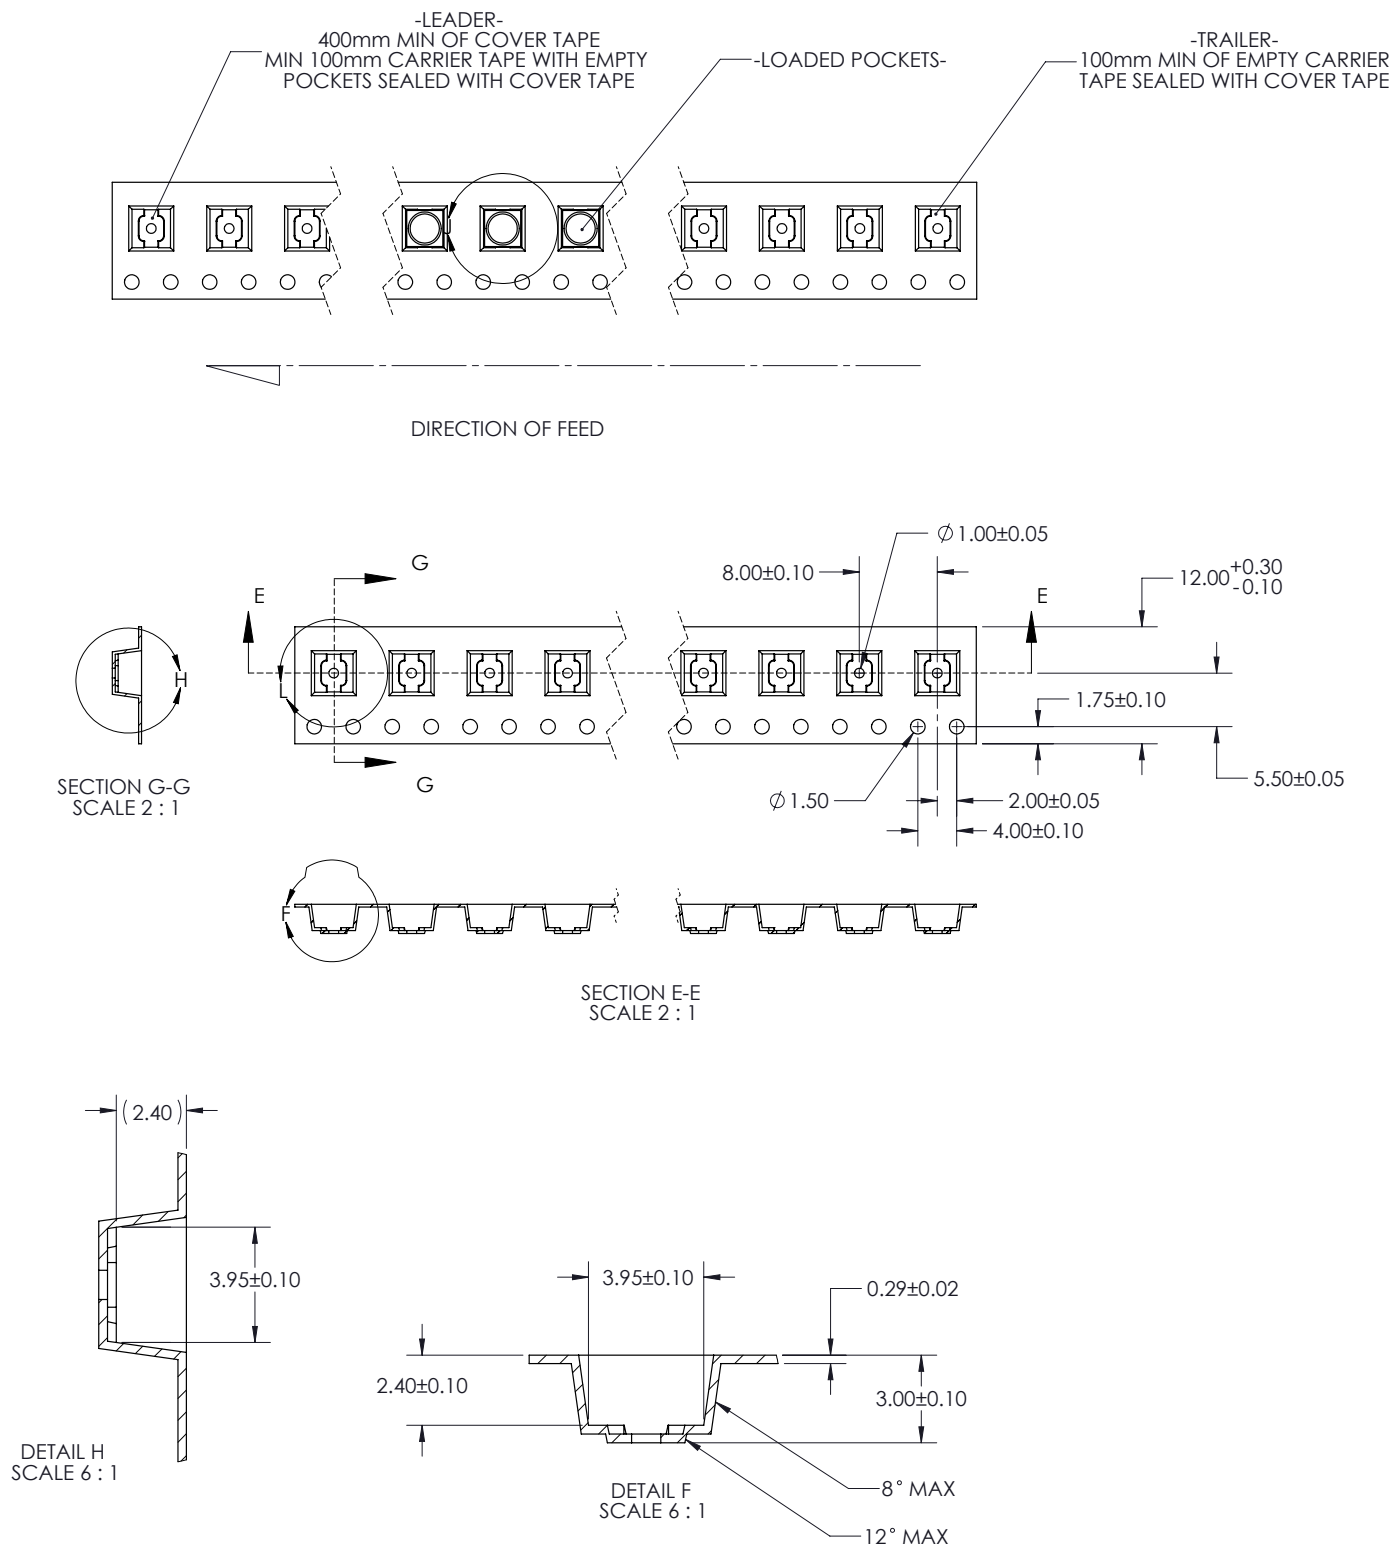 -LEADER-
400mm MIN OF COVER TAPE
MIN 100mm CARRIER TAPE WITH EMPTY
POCKETS SEALED WITH COVER TAPE
-LOADED POCKETS-
-TRAILER-
100mm MIN OF EMPTY CARRIER
TAPE SEALED WITH COVER TAPE
J
DIRECTION OF FEED
G
E
8.00±0.10
∅1.00±0.05
12.00 +0.30 -0.10
E
H
L
1.75±0.10
5.50±0.05
G
∅1.50
2.00±0.05
4.00±0.10
SECTION G-G
SCALE 2 : 1
F
SECTION E-E
SCALE 2 : 1
(2.40)
3.95±0.10
DETAIL H
SCALE 6 : 1
3.95±0.10
0.29±0.02
2.40±0.10
3.00±0.10
8° MAX
12° MAX
DETAIL F
SCALE 6 : 1